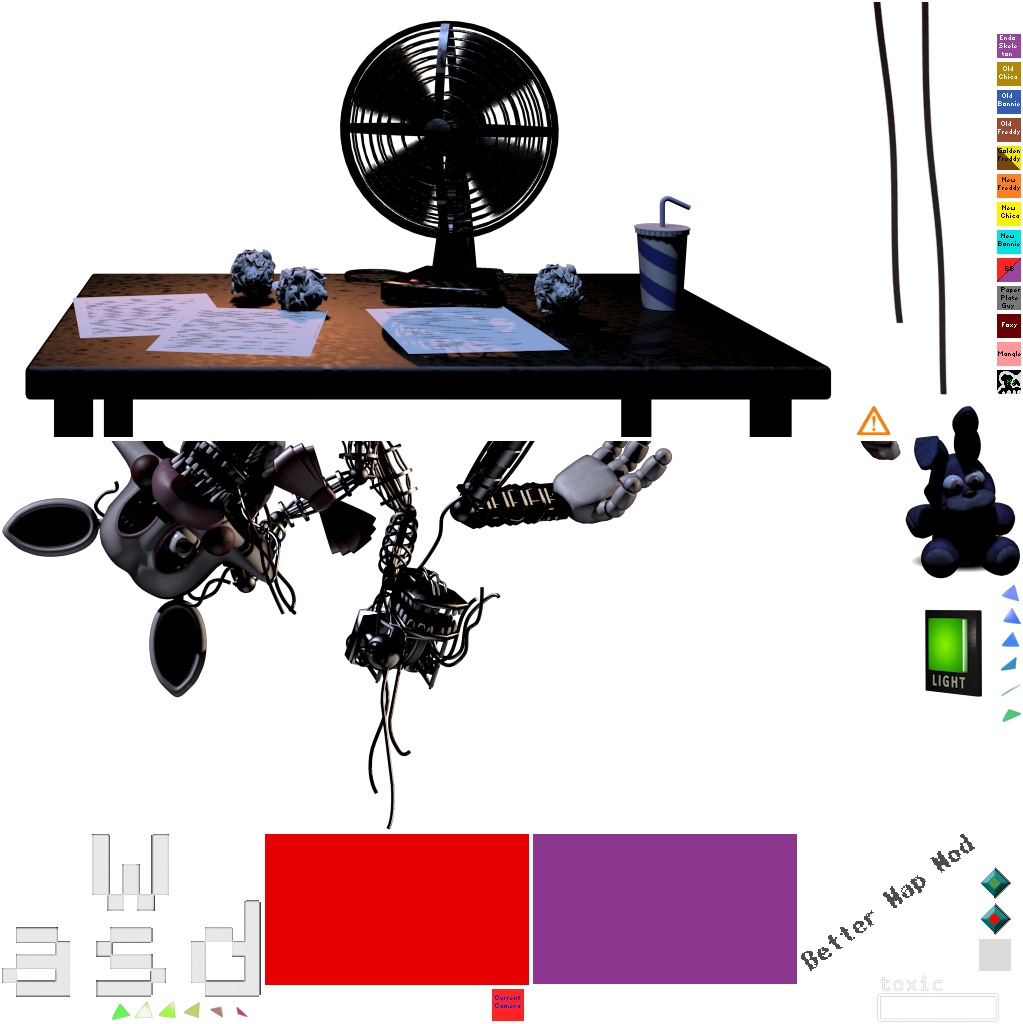 Endo
Skele
ton
Old
Chica
Old
Bonnie
Old
Freddy
Golden
Freddy
New
Freddy
New
Chica
New
Bonnie
BB
Paper
Plate
Guy
Foxy
Mangle
LIGHT
w
a s d
Better Map Mod
Current
Camera
toxic